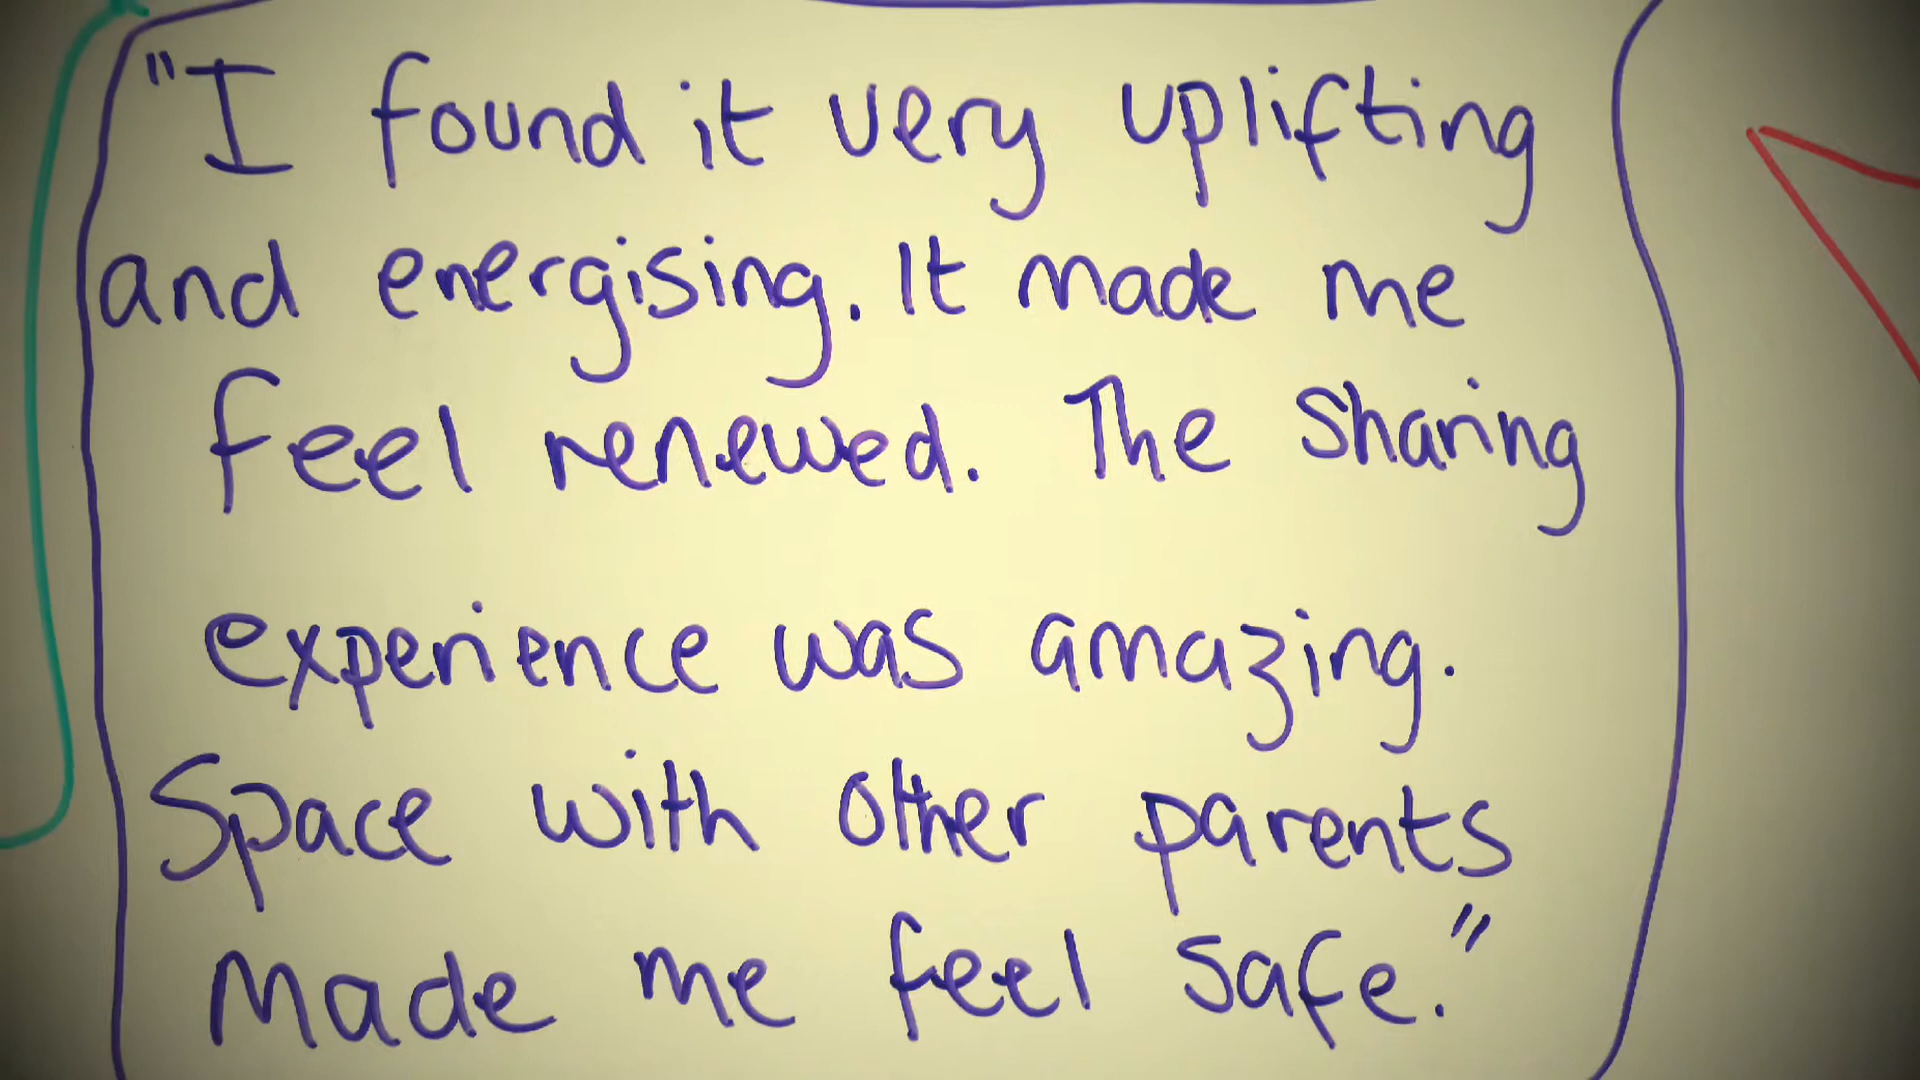 "I found it very uplifting
and energising. It made me
feel renewed. The sharing
experience was amazing.
Space with other parents
made me feel safe."